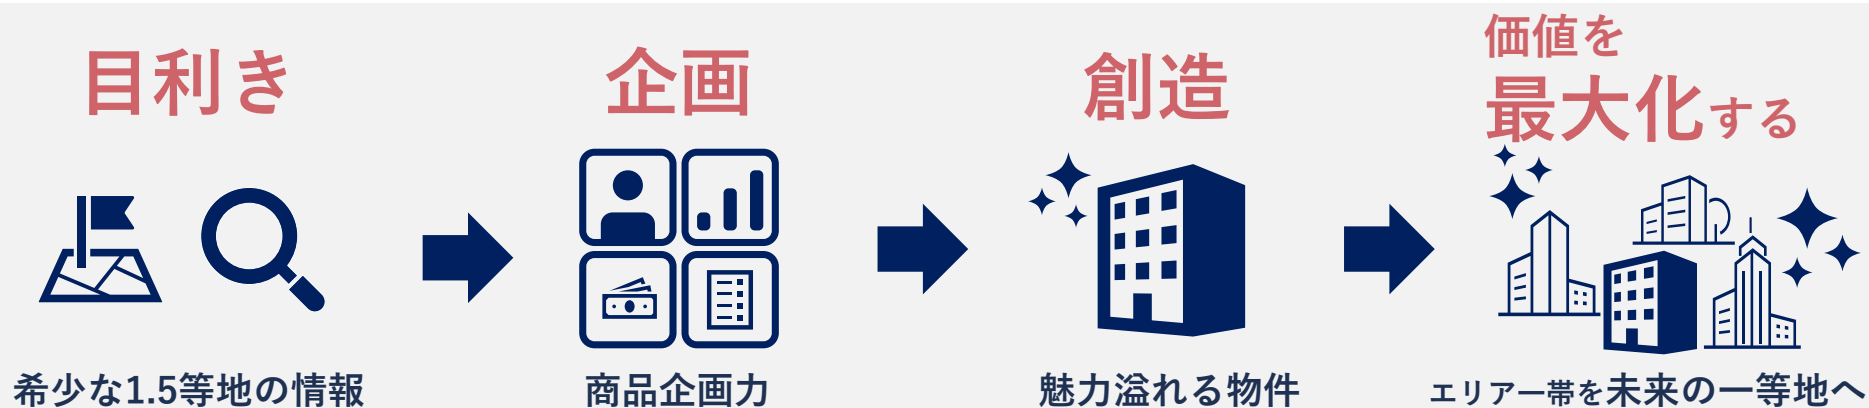 目利き
企画
創造
価値を
最大化する
希少な1.5等地の情報
商品企画力
魅力溢れる物件
エリア一帯を未来の一等地へ